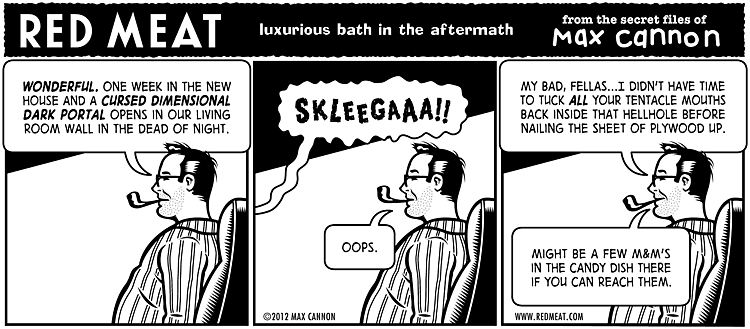 RED MEAT
luxurious bath in the aftermath
from the secret files of
Max Cannon
WONDERFUL. ONE WEEK IN THE NEW
HOUSE AND A CURSED DIMENSIONAL
DARK PORTAL OPENS IN OUR LIVING
ROOM WALL IN THE DEAD OF NIGHT.
SKLEEGAAA!!
OOPS.
©2012 MAX CANNON
MY BAD, FELLAS...I DIDN'T HAVE TIME
TO TUCK ALL YOUR TENTACLE MOUTHS
BACK INSIDE THAT HELLHOLE BEFORE
NAILING THE SHEET OF PLYWOOD UP.
MIGHT BE A FEW M&M'S
IN THE CANDY DISH THERE
IF YOU CAN REACH THEM.
WWW.REDMEAT.COM